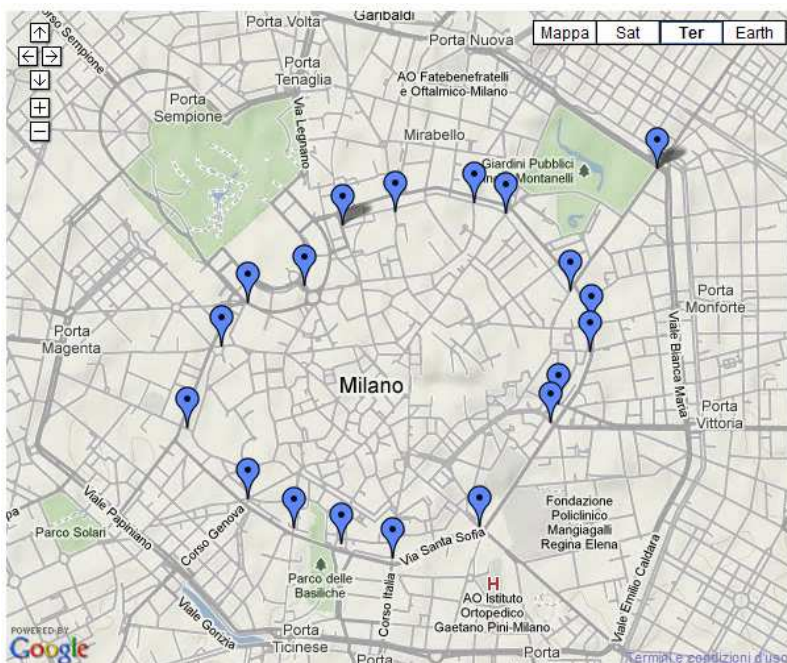 Garibaldi
Corso Sempione
Porta Volta
Porta Nuova
Mappa
Sat
Ter
Earth
Porta
Tenaglia
AO Fatebenefratelli
e Oftalmico-Milano
Porta
Sempione
Via Legnano
Mirabello
Giardini Pubblici
Montanelli
Porta
Monforte
Porta
Magenta
Viale Bianca Maria
Milano
Porta
Vittoria
Viale Papiniano
Corso Genova
Parco Solari
Via Santa Sofia
Fondazione
Policlinico
Mangiagalli
Regina Elena
Parco delle
Basiliche
Corso Italia
H
AO Istituto
Ortopedico
Gaetano Pini-Milano
Viale Emilio Caldara
Viale Gorizia
Porta
Ticinese
Porta
Porta
POWERED BY
Google
Termini e condizioni d'uso